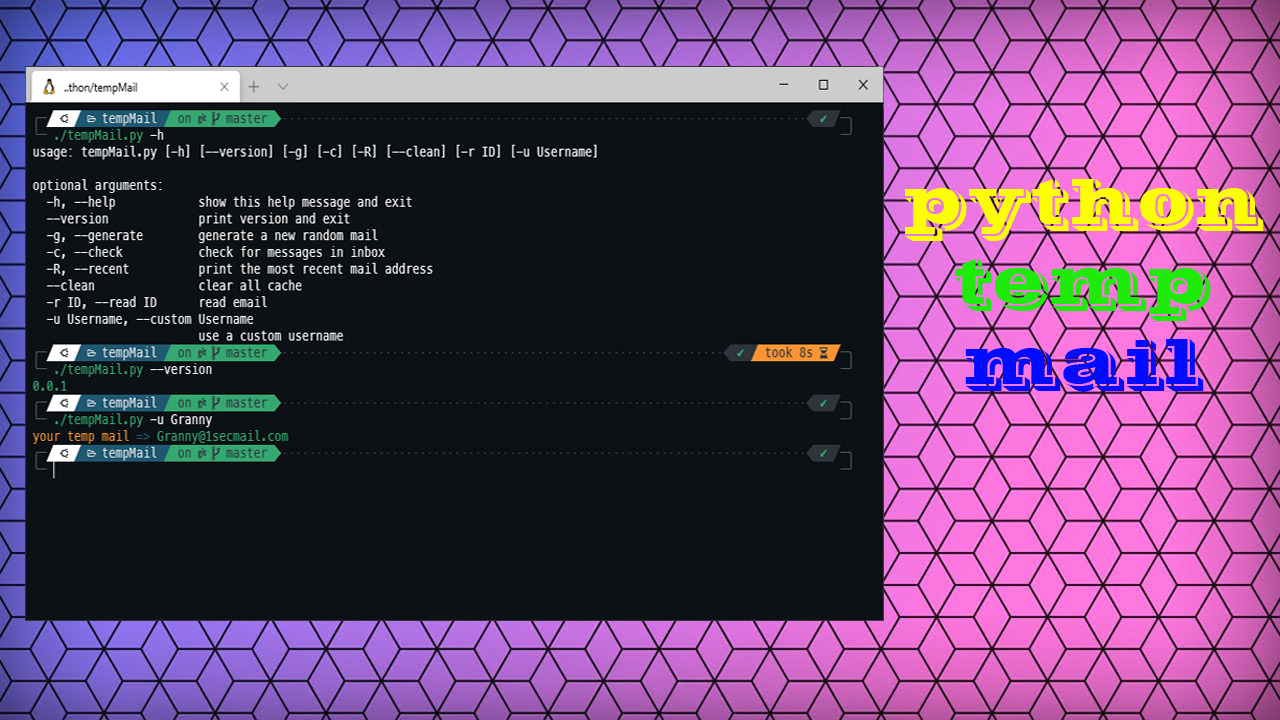 ..thon/tempMail
tempMail on master ✓
./tempMail.py -h
usage: tempMail.py [-h] [--version] [-g] [-c] [-R] [--clean] [-r ID] [-u Username]
optional arguments:
-h, --help show this help message and exit
--version print version and exit
-g, --generate generate a new random mail
-c, --check check for messages in inbox
-R, --recent print the most recent mail address
--clean clear all cache
-r ID, --read ID read email
-u Username, --custom Username
use a custom username
tempMail on master ✓ took 8s
./tempMail.py --version
0.0.1
tempMail on master ✓
./tempMail.py -u Granny
your temp mail => Granny@1secmail.com
tempMail on master ✓
python
temp
mail